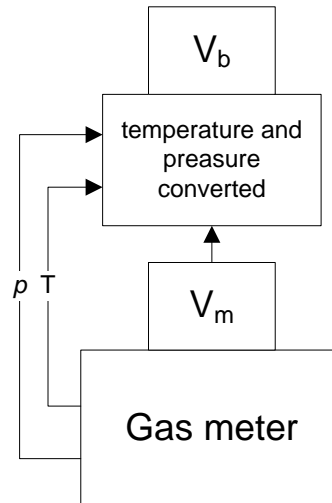 V_b
temperature and
preasure
converted
p T
V_m
Gas meter